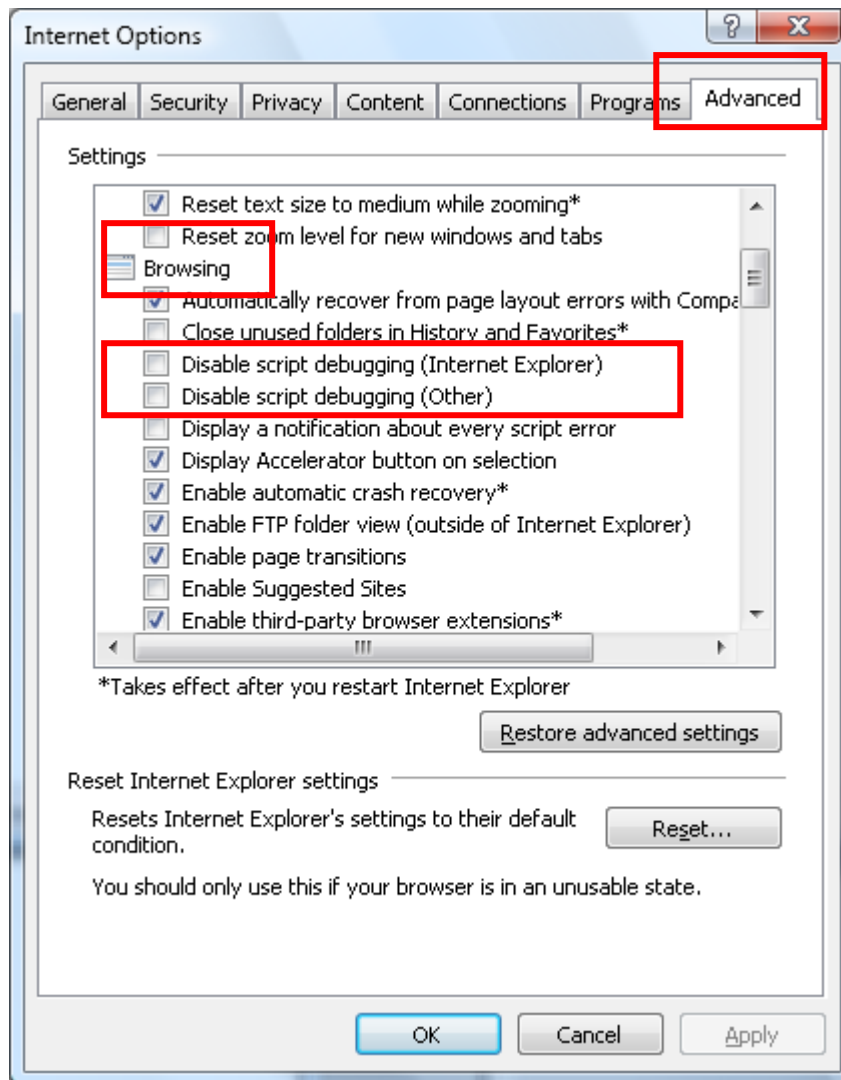 Internet Options
General Security Privacy Content Connections Programs Advanced
Settings
Reset text size to medium while zooming*
Reset zoom level for new windows and tabs
Browsing
Automatically recover from page layout errors with Compa
Close unused folders in History and Favorites*
Disable script debugging (Internet Explorer)
Disable script debugging (Other)
Display a notification about every script error
Display Accelerator button on selection
Enable automatic crash recovery*
Enable FTP folder view (outside of Internet Explorer)
Enable page transitions
Enable Suggested Sites
Enable third-party browser extensions*
*Takes effect after you restart Internet Explorer
Restore advanced settings
Reset Internet Explorer settings
Resets Internet Explorer's settings to their default
condition.
Reset...
You should only use this if your browser is in an unusable state.
OK Cancel Apply